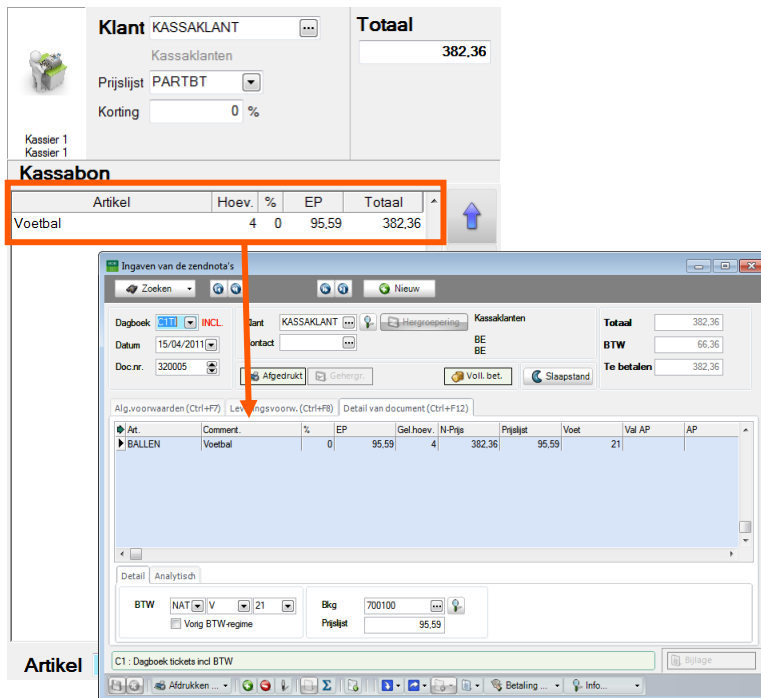 Klant KASSAKLANT ...
Totaal
382,36
Kassaklanten
Prijslijst PARTBT
Korting 0 %
Kassier 1
Kassier 1
Kassabon
Artikel Hoev. % EP Totaal
Voetbal 4 0 95,59 382,36
Ingaven van de zendnota's
Zoeken Nieuw
Dagboek C1TI INCL. Klant KASSAKLANT ... Hergroepering Kassaklanten Totaal 382,36
Datum 15/04/2011 Contact ... BE BTW 66,36
BE
Doc.nr. 320005 Afgedrukt Gehergr. Voll. bet. Slaapstand Te betalen 382,36
Alg.voorwaarden (Ctrl+F7) Leveringsvoorw. (Ctrl+F8) Detail van document (Ctrl+F12)
Art. Comment. % EP Gel.hoev. N-Prijs Prijslijst Voet Val AP AP
BALLEN Voetbal 0 95,59 4 382,36 95,59 21
Detail Analytisch
BTW NAT V 21 Bkg 700100 ...
Vorig BTW-regime Prijslijst 95,59
Artikel
C1 : Dagboek tickets incl BTW Bijlage
Afdrukken ... Σ Betaling ... Info...